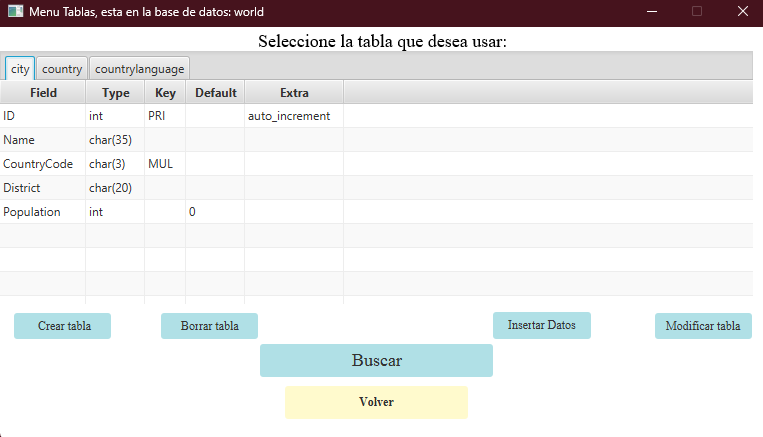 Menu Tablas, esta en la base de datos: world
Seleccione la tabla que desea usar:
city country countrylanguage
Field Type Key Default Extra
ID int PRI auto_increment
Name char(35)
CountryCode char(3) MUL
District char(20)
Population int 0
Crear tabla Borrar tabla Insertar Datos Modificar tabla
Buscar
Volver